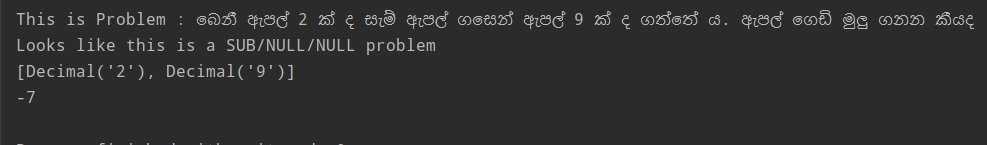 This is Problem : බෙනී ඇපල් 2 ක් ද සැම් ඇපල් ගසෙන් ඇපල් 9 ක් ද ගත්තේ ය. ඇපල් ගෙඩි මුලු ගනන කීයද
Looks like this is a SUB/NULL/NULL problem
[Decimal('2'), Decimal('9')]
-7